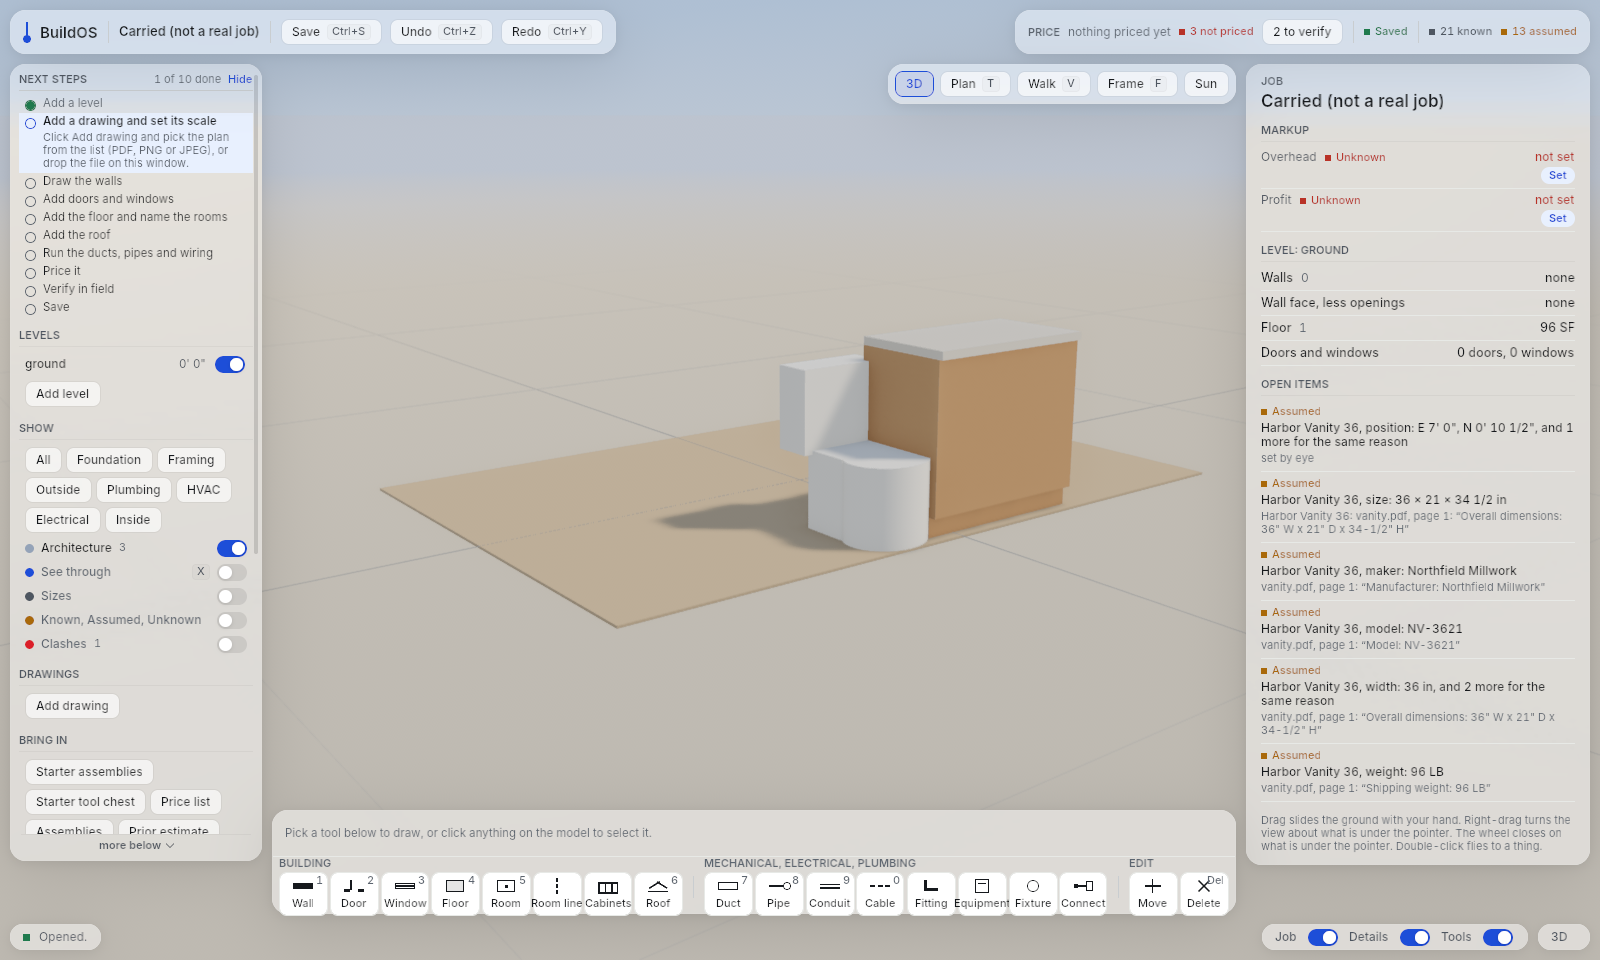 BuildOS
Carried (not a real job)
Save Ctrl+S
Undo Ctrl+Z
Redo Ctrl+Y
PRICE nothing priced yet 3 not priced
2 to verify
Saved
21 known 13 assumed
NEXT STEPS 1 of 10 done Hide
Add a level
Add a drawing and set its scale
Click Add drawing and pick the plan
from the list (PDF, PNG or JPEG), or
drop the file on this window.
Draw the walls
Add doors and windows
Add the floor and name the rooms
Add the roof
Run the ducts, pipes and wiring
Price it
Verify in field
Save
LEVELS
ground 0' 0"
Add level
SHOW
All Foundation Framing
Outside Plumbing HVAC
Electrical Inside
Architecture 3
See through X
Sizes
Known, Assumed, Unknown
Clashes 1
DRAWINGS
Add drawing
BRING IN
Starter assemblies
Starter tool chest Price list
Assemblies Prior estimate
more below
Opened.
3D Plan T Walk V Frame F Sun
Pick a tool below to draw, or click anything on the model to select it.
BUILDING
1 Wall
2 Door
3 Window
4 Floor
5 Room
Room line
Cabinets
6 Roof
MECHANICAL, ELECTRICAL, PLUMBING
7 Duct
8 Pipe
9 Conduit
0 Cable
Fitting
Equipment
Fixture
Connect
EDIT
Move
Del Delete
JOB
Carried (not a real job)
MARKUP
Overhead Unknown not set
Set
Profit Unknown not set
Set
LEVEL: GROUND
Walls 0 none
Wall face, less openings none
Floor 1 96 SF
Doors and windows 0 doors, 0 windows
OPEN ITEMS
Assumed
Harbor Vanity 36, position: E 7' 0", N 0' 10 1/2", and 1
more for the same reason
set by eye
Assumed
Harbor Vanity 36, size: 36 × 21 × 34 1/2 in
Harbor Vanity 36: vanity.pdf, page 1: “Overall dimensions:
36" W x 21" D x 34-1/2" H”
Assumed
Harbor Vanity 36, maker: Northfield Millwork
vanity.pdf, page 1: “Manufacturer: Northfield Millwork”
Assumed
Harbor Vanity 36, model: NV-3621
vanity.pdf, page 1: “Model: NV-3621”
Assumed
Harbor Vanity 36, width: 36 in, and 2 more for the
same reason
vanity.pdf, page 1: “Overall dimensions: 36" W x 21" D x
34-1/2" H”
Assumed
Harbor Vanity 36, weight: 96 LB
vanity.pdf, page 1: “Shipping weight: 96 LB”
Drag slides the ground with your hand. Right-drag turns the
view about what is under the pointer. The wheel closes on
what is under the pointer. Double-click flies to a thing.
Job Details Tools 3D